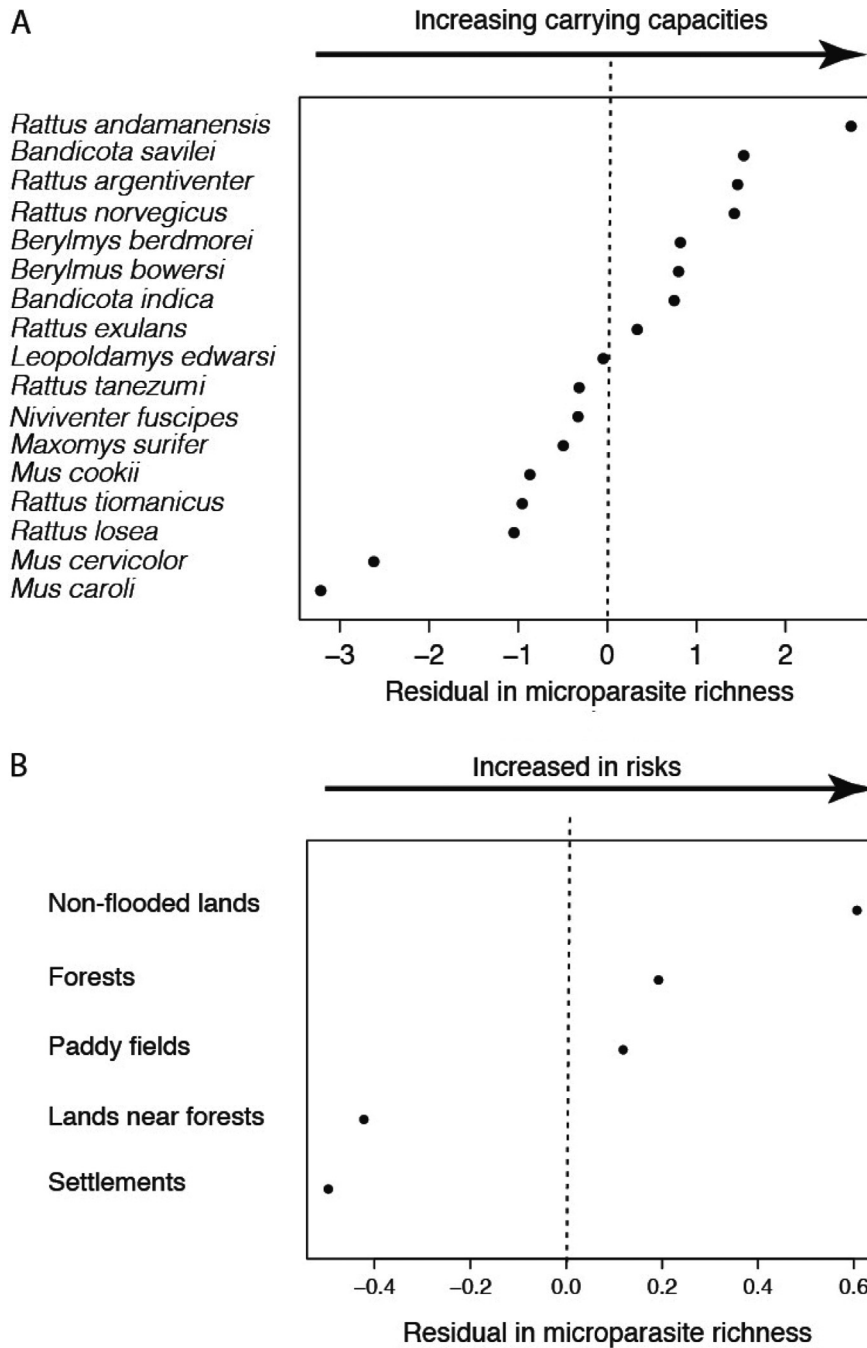 A
Increasing carrying capacities
Rattus andamanensis
Bandicota savilei
Rattus argentiventer
Rattus norvegicus
Berylmys berdmorei
Berylmus bowersi
Bandicota indica
Rattus exulans
Leopoldamys edwarsi
Rattus tanezumi
Niviventer fuscipes
Maxomys surifer
Mus cookii
Rattus tiomanicus
Rattus losea
Mus cervicolor
Mus caroli
−3 −2 −1 0 1 2
Residual in microparasite richness
B
Increased in risks
Non-flooded lands
Forests
Paddy fields
Lands near forests
Settlements
−0.4 −0.2 0.0 0.2 0.4 0.6
Residual in microparasite richness